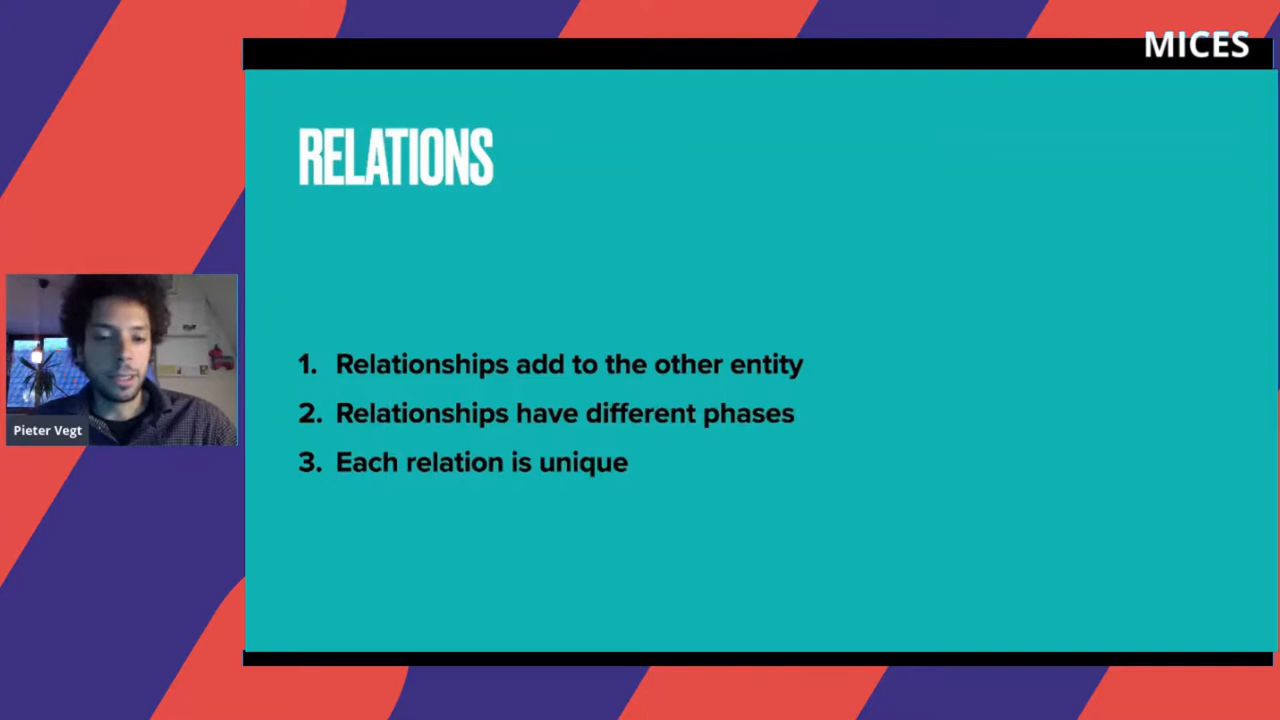 MICES
RELATIONS
1. Relationships add to the other entity
2. Relationships have different phases
3. Each relation is unique
Pieter Vegt